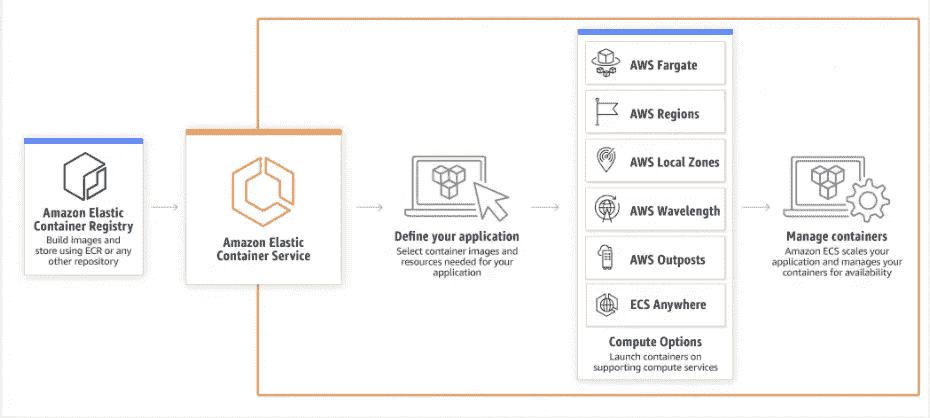 Amazon Elastic
Container Registry
Build images and
store using ECR or any
other repository
Amazon Elastic
Container Service
Define your application
Select container images and
resources needed for your
application
AWS Fargate
AWS Regions
AWS Local Zones
AWS Wavelength
AWS Outposts
ECS Anywhere
Compute Options
Launch containers on
supporting compute services
Manage containers
Amazon ECS scales your
application and manages your
containers for availability